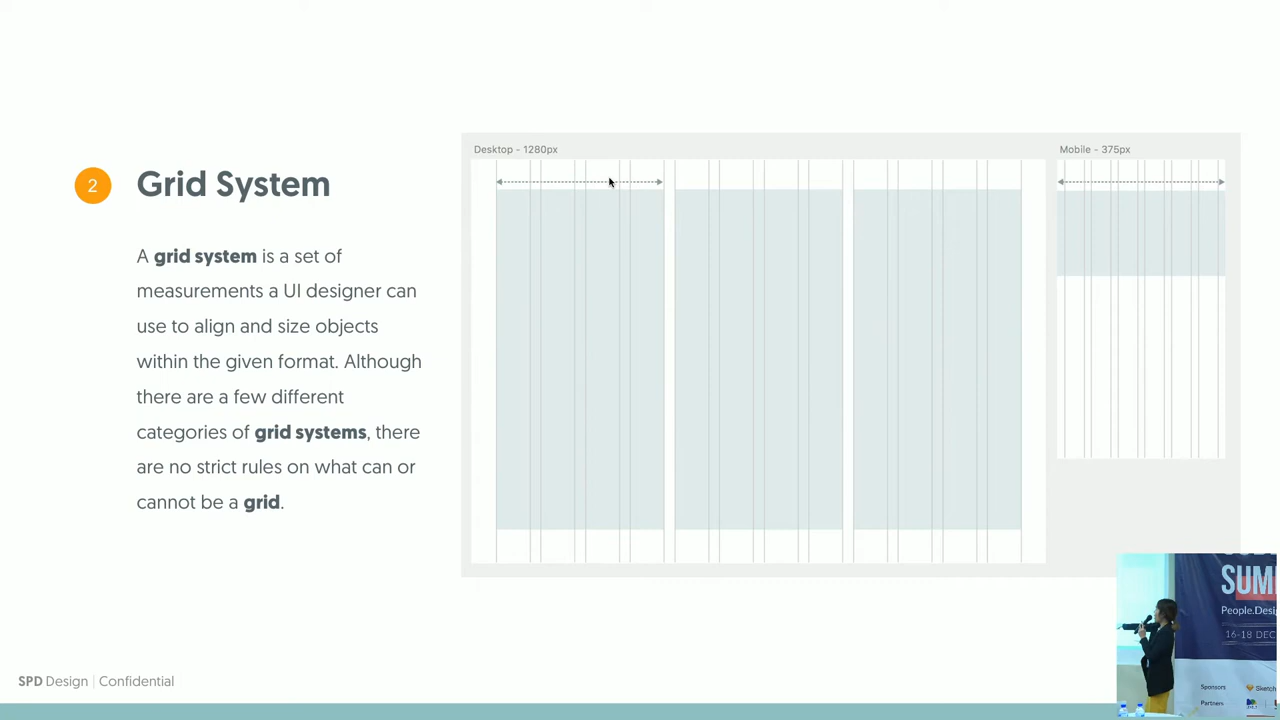 2
Grid System
A grid system is a set of
measurements a UI designer can
use to align and size objects
within the given format. Although
there are a few different
categories of grid systems, there
are no strict rules on what can or
cannot be a grid.
Desktop - 1280px
Mobile - 375px
SPD Design | Confidential
SUM
People.Desi
16-18 DEC
Sponsors
Sketch
Partners